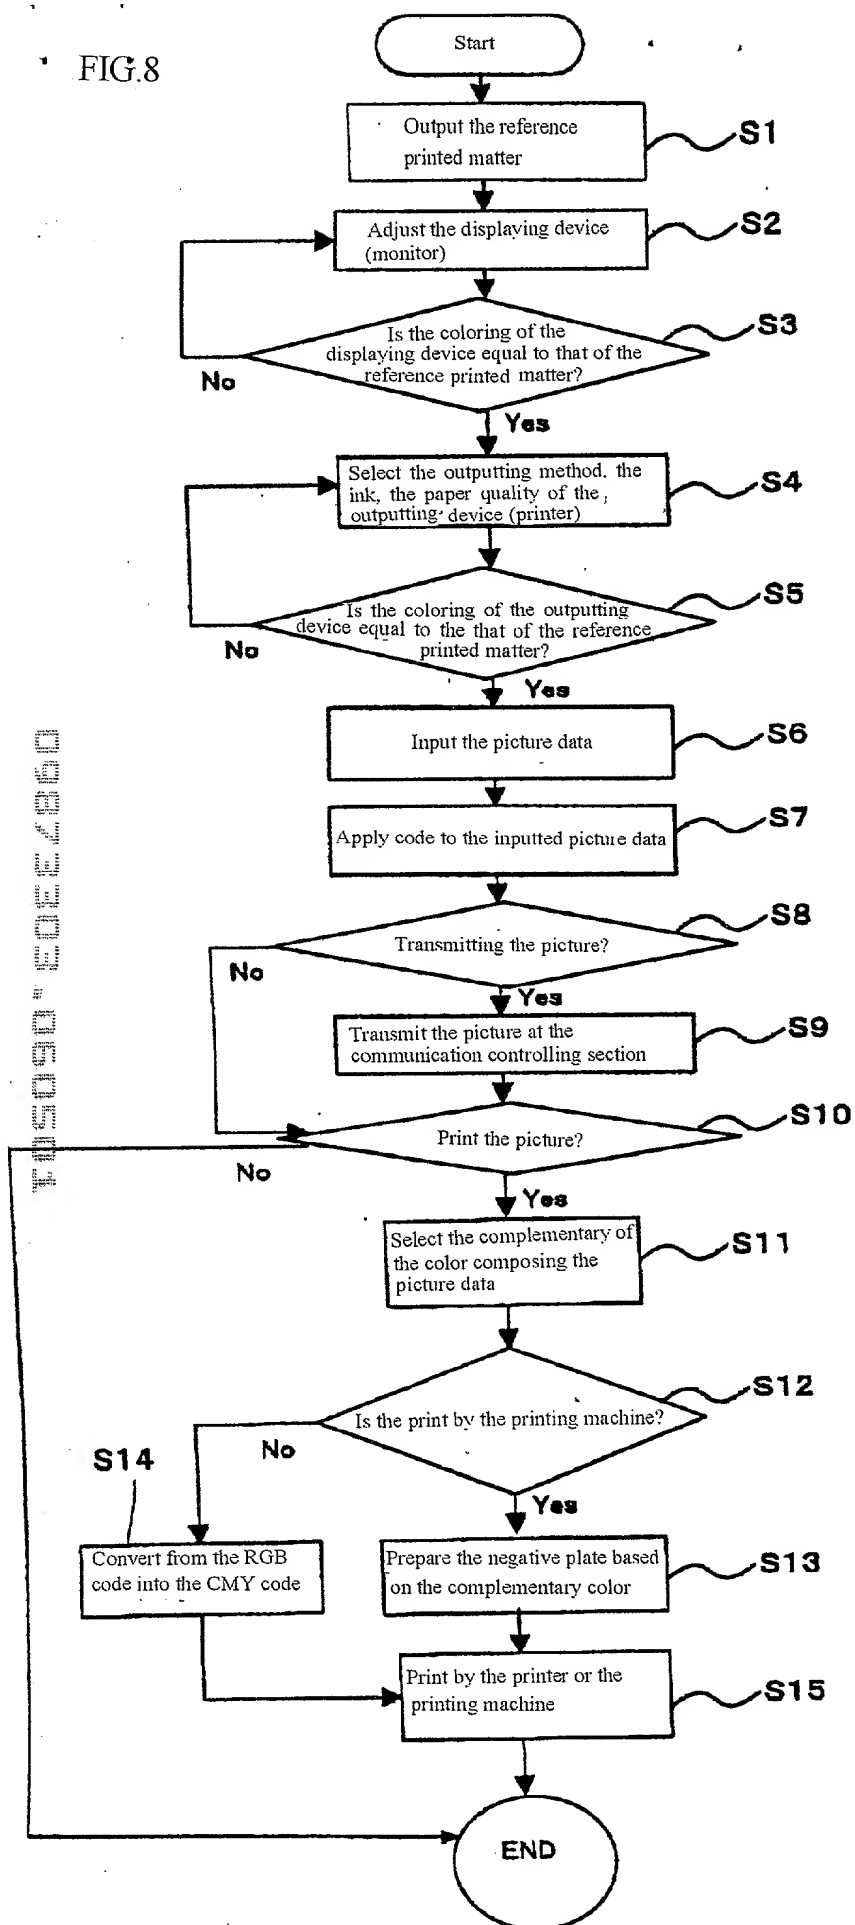 FIG.8
Start
Output the reference
printed matter
S1
Adjust the displaying device
(monitor)
S2
Is the coloring of the
displaying device equal to that of the
reference printed matter?
S3
No
Yes
Select the outputting method. the
ink, the paper quality of the,
outputting device (printer)
S4
Is the coloring of the outputting
device equal to the that of the reference
printed matter?
S5
No
Yes
Input the picture data
S6
Apply code to the inputted picture data
S7
Transmitting the picture?
S8
No
Yes
Transmit the picture at the
communication controlling section
S9
Print the picture?
S10
No
Yes
Select the complementary of
the color composing the
picture data
S11
Is the print by the printing machine?
S12
No
Yes
S14
Convert from the RGB
code into the CMY code
Prepare the negative plate based
on the complementary color
S13
Print by the printer or the
printing machine
S15
END